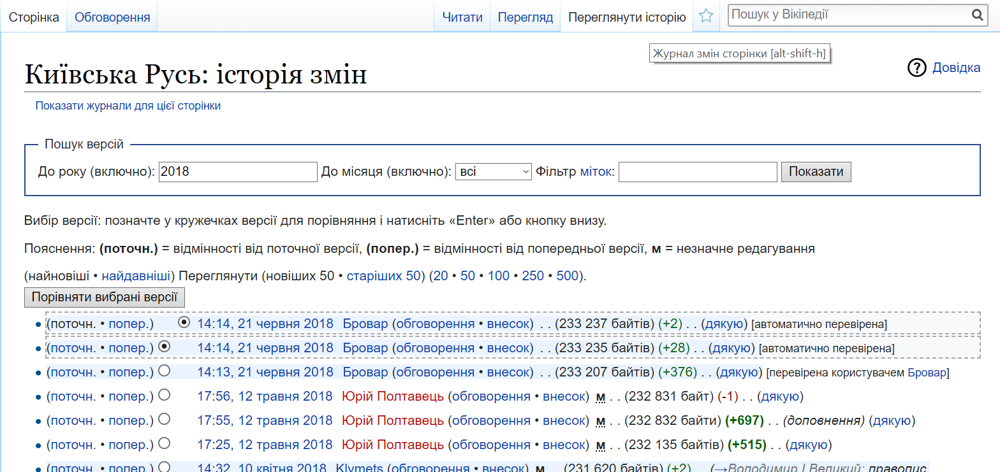 Сторінка Обговорення Читати Перегляд Переглянути історію Пошук у Вікіпедії
Журнал змін сторінки [alt-shift-h]
Київська Русь: історія змін
? Довідка
Показати журнали для цієї сторінки
Пошук версій
До року (включно): 2018 До місяця (включно): всі Фільтр міток: Показати
Вибір версії: позначте у кружечках версії для порівняння і натисніть «Enter» або кнопку внизу.
Пояснення: (поточн.) = відмінності від поточної версії, (попер.) = відмінності від попередньої версії, м = незначне редагування
(найновіші • найдавніші) Переглянути (новіших 50 • старіших 50) (20 • 50 • 100 • 250 • 500).
Порівняти вибрані версії
• (поточн. • попер.) 14:14, 21 червня 2018 Бровар (обговорення • внесок) . . (233 237 байтів) (+2) . . (дякую) [автоматично перевірена]
• (поточн. • попер.) 14:14, 21 червня 2018 Бровар (обговорення • внесок) . . (233 235 байтів) (+28) . . (дякую) [автоматично перевірена]
• (поточн. • попер.) 14:13, 21 червня 2018 Бровар (обговорення • внесок) . . (233 207 байтів) (+376) . . (дякую) [перевірена користувачем Бровар]
• (поточн. • попер.) 17:56, 12 травня 2018 Юрій Полтавець (обговорення • внесок) м . . (232 831 байт) (-1) . . (дякую)
• (поточн. • попер.) 17:55, 12 травня 2018 Юрій Полтавець (обговорення • внесок) м . . (232 832 байти) (+697) . . (доповнення) (дякую)
• (поточн. • попер.) 17:25, 12 травня 2018 Юрій Полтавець (обговорення • внесок) м . . (232 135 байтів) (+515) . . (дякую)
• (поточн. • попер.) 14:32, 10 квітня 2018 Klymets (обговорення • внесок) м . . (231 620 байтів) (+2) . . (→Володимир I Великий: правопис